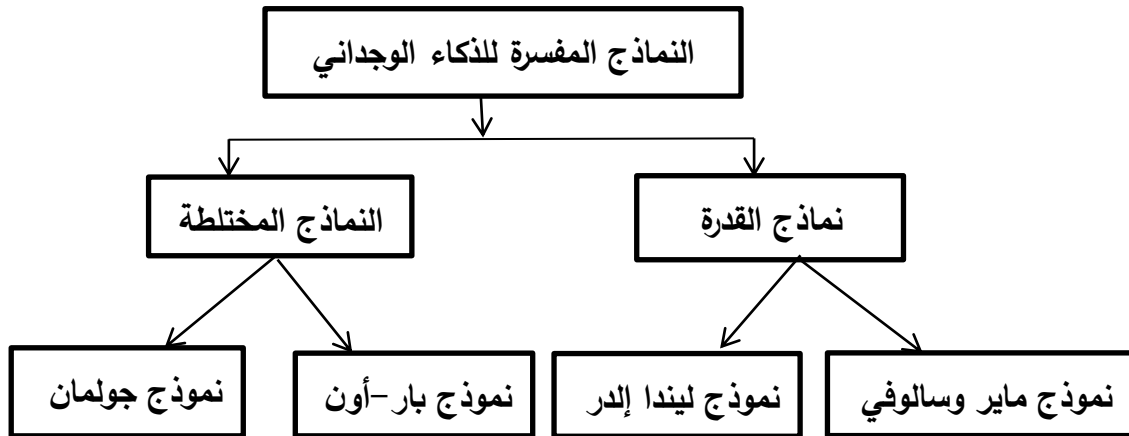 النماذج المفسرة للذكاء الوجداني
نماذج القدرة
النماذج المختلطة
نموذج ماير وسالوفي
نموذج ليندا إلدر
نموذج بار-أون
نموذج جولمان